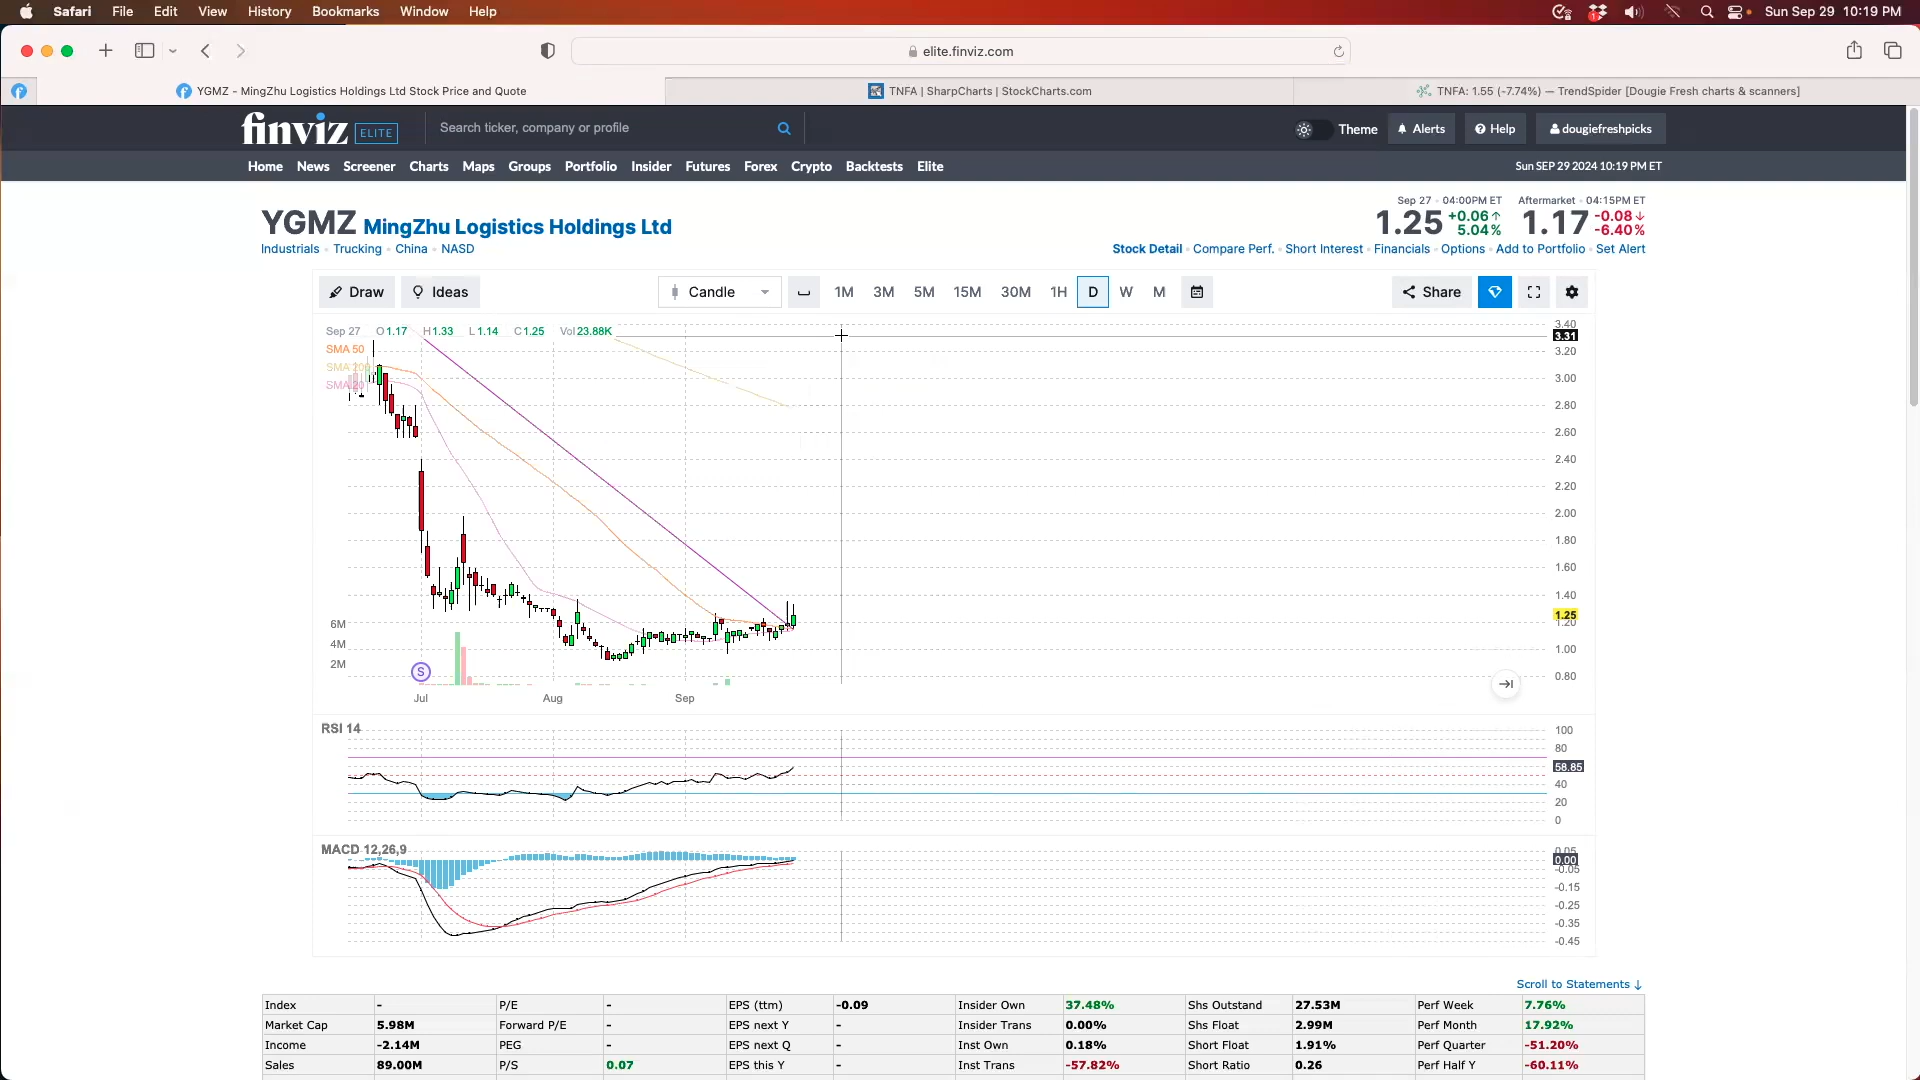 Safari File Edit View History Bookmarks Window Help Sun Sep 29 10:19 PM
elite.finviz.com
YGMZ - MingZhu Logistics Holdings Ltd Stock Price and Quote
TNFA | SharpCharts | StockCharts.com
TNFA: 1.55 (-7.74%) — TrendSpider [Dougie Fresh charts & scanners]
finviz ELITE Search ticker, company or profile Theme Alerts Help dougiefreshpicks
Home News Screener Charts Maps Groups Portfolio Insider Futures Forex Crypto Backtests Elite Sun SEP 29 2024 10:19 PM ET
Sep 27 · 04:00PM ET Aftermarket · 04:15PM ET
YGMZ MingZhu Logistics Holdings Ltd 1.25 +0.06↑ 5.04% 1.17 -0.08↓ -6.40%
Industrials · Trucking · China · NASD Stock Detail · Compare Perf. · Short Interest · Financials · Options · Add to Portfolio · Set Alert
Draw Ideas Candle 1M 3M 5M 15M 30M 1H D W M Share
Sep 27 O1.17 H1.33 L1.14 C1.25 Vol23.88K
SMA 50
SMA 200
SMA 20
3.40
3.31
3.20
3.00
2.80
2.60
2.40
2.20
2.00
1.80
1.60
1.40
1.25
1.20
1.00
0.80
6M
4M
2M
S
Jul Aug Sep
RSI 14
100
80
58.85
40
20
0
MACD 12,26,9
0.05
0.00
-0.05
-0.15
-0.25
-0.35
-0.45
Scroll to Statements ↓
Index - P/E - EPS (ttm) -0.09 Insider Own 37.48% Shs Outstand 27.53M Perf Week 7.76%
Market Cap 5.98M Forward P/E - EPS next Y - Insider Trans 0.00% Shs Float 2.99M Perf Month 17.92%
Income -2.14M PEG - EPS next Q - Inst Own 0.18% Short Float 1.91% Perf Quarter -51.20%
Sales 89.00M P/S 0.07 EPS this Y - Inst Trans -57.82% Short Ratio 0.26 Perf Half Y -60.11%